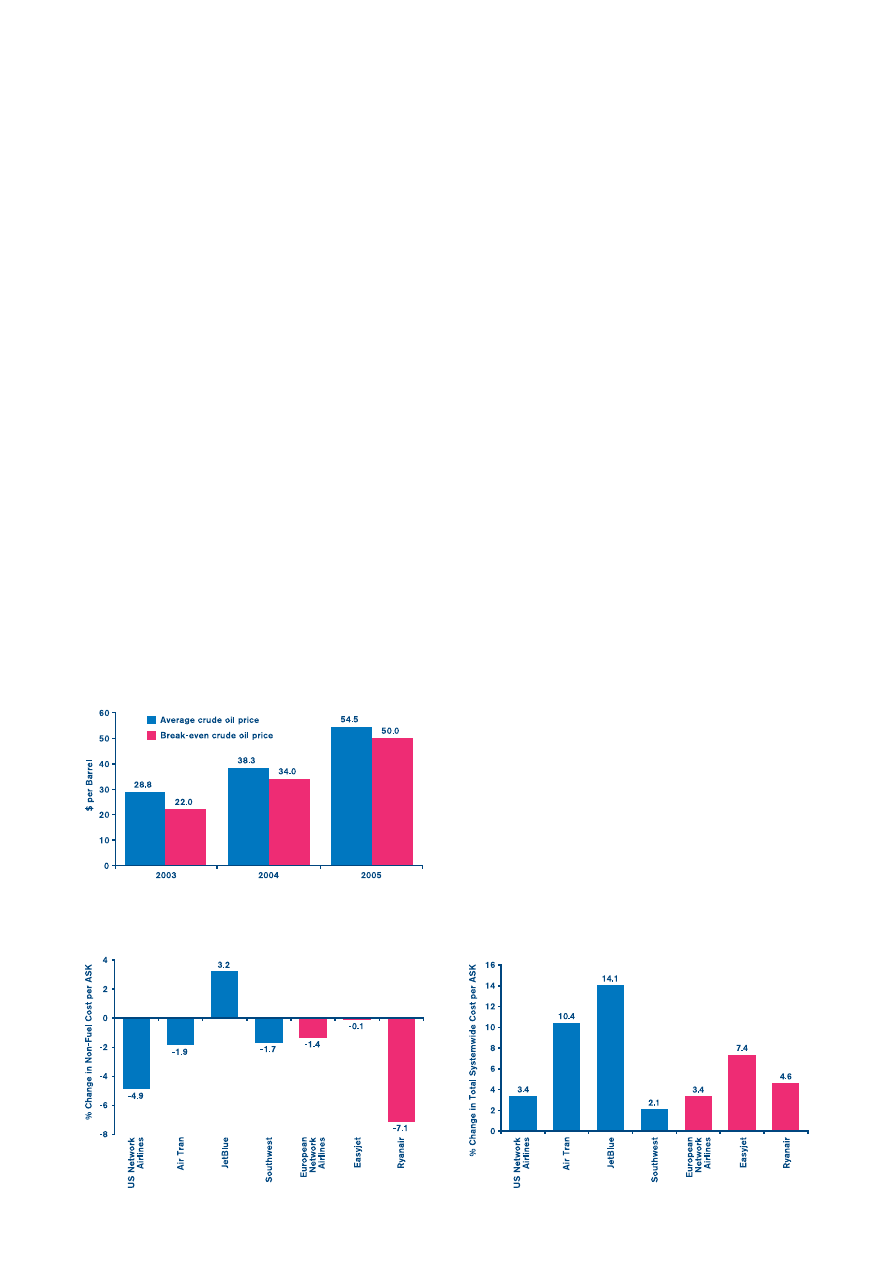 60
50
40
30
20
10
0
$ per Barrel
Average crude oil price
Break-even crude oil price
28.8
22.0
38.3
34.0
54.5
50.0
2003
2004
2005
4
2
0
-2
-4
-6
-8
% Change in Non-Fuel Cost per ASK
-4.9
-1.9
3.2
-1.7
-1.4
-0.1
-7.1
US Network
Airlines
Air Tran
JetBlue
Southwest
European
Network
Airlines
Easyjet
Ryanair
16
14
12
10
8
6
4
2
0
% Change in Total Systemwide Cost per ASK
3.4
10.4
14.1
2.1
3.4
7.4
4.6
US Network
Airlines
Air Tran
JetBlue
Southwest
European
Network
Airlines
Easyjet
Ryanair